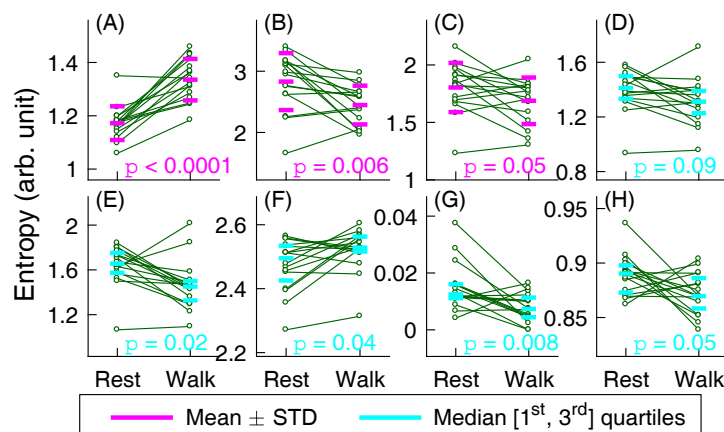 (A) (B) (C) (D)
1.4
1.2
1
p < 0.0001
3
2
p = 0.006
2
1.5
1
p = 0.05
1.8
1.4
1.8
p = 0.09
Entropy (arb. unit)
(E) (F) (G) (H)
2
1.6
1.2
p = 0.02
2.6
2.4
2.2
p = 0.04
0.04
0.02
0
p = 0.008
0.95
0.9
0.85
p = 0.05
Rest Walk Rest Walk Rest Walk Rest Walk
Mean ± STD Median [1st, 3rd] quartiles